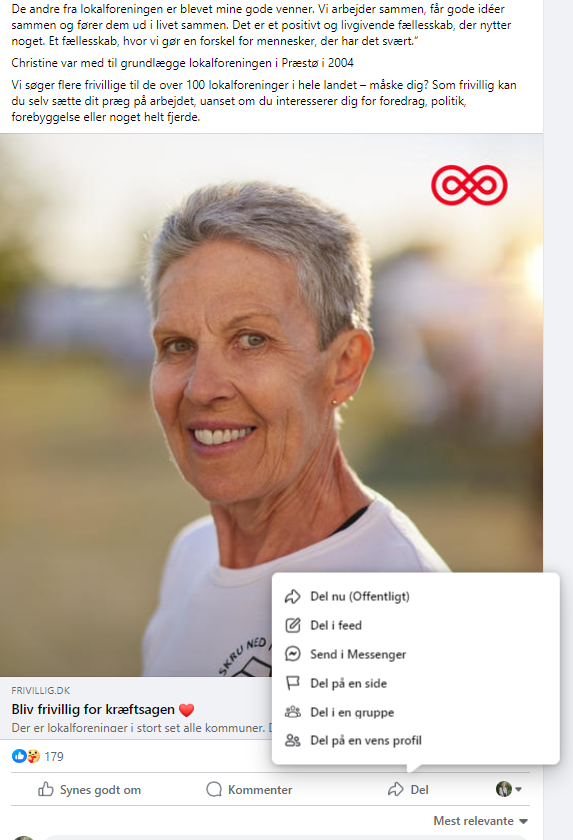 De andre fra lokalforeningen er blevet mine gode venner. Vi arbejder sammen, får gode idéer
sammen og fører dem ud i livet sammen. Det er et positivt og livgivende fællesskab, der nytter
noget. Et fællesskab, hvor vi gør en forskel for mennesker, der har det svært."
Christine var med til grundlægge lokalforeningen i Præstø i 2004
Vi søger flere frivillige til de over 100 lokalforeninger i hele landet – måske dig? Som frivillig kan
du selv sætte dit præg på arbejdet, uanset om du interesserer dig for foredrag, politik,
forebyggelse eller noget helt fjerde.
SKRU NED
Del nu (Offentligt)
Del i feed
Send i Messenger
Del på en side
Del i en gruppe
Del på en vens profil
FRIVILLIG.DK
Bliv frivillig for kræftsagen ❤️
Der er lokalforeninger i stort set alle kommuner.
179
Synes godt om
Kommenter
Del
Mest relevante